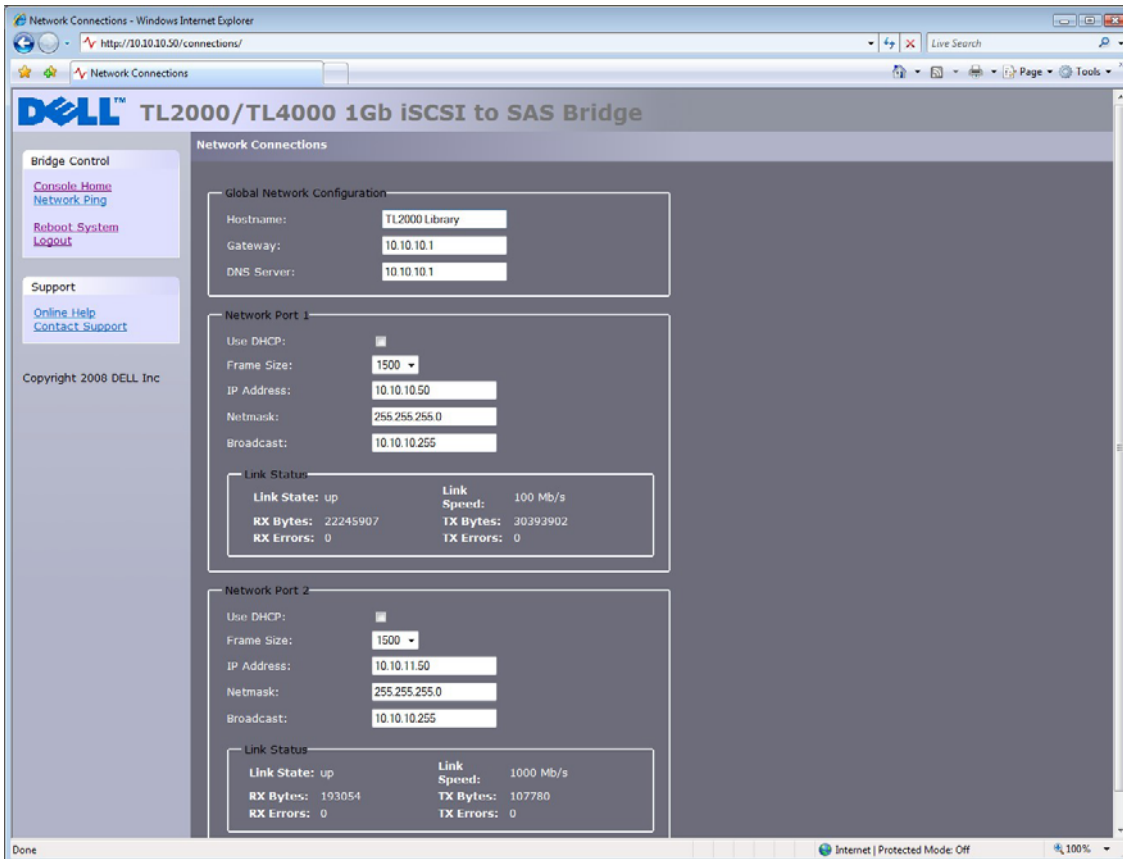 Network Connections - Windows Internet Explorer
http://10.10.10.50/connections/
Live Search
Network Connections
Page
Tools
DELL™ TL2000/TL4000 1Gb iSCSI to SAS Bridge
Bridge Control
Console Home
Network Ping
Reboot System
Logout
Support
Online Help
Contact Support
Copyright 2008 DELL Inc
Network Connections
Global Network Configuration
Hostname: TL2000 Library
Gateway: 10.10.10.1
DNS Server: 10.10.10.1
Network Port 1
Use DHCP:
Frame Size: 1500
IP Address: 10.10.10.50
Netmask: 255.255.255.0
Broadcast: 10.10.10.255
Link Status
Link State: up Link Speed: 100 Mb/s
RX Bytes: 22245907 TX Bytes: 30393902
RX Errors: 0 TX Errors: 0
Network Port 2
Use DHCP:
Frame Size: 1500
IP Address: 10.10.11.50
Netmask: 255.255.255.0
Broadcast: 10.10.10.255
Link Status
Link State: up Link Speed: 1000 Mb/s
RX Bytes: 193054 TX Bytes: 107780
RX Errors: 0 TX Errors: 0
Done
Internet | Protected Mode: Off
100%